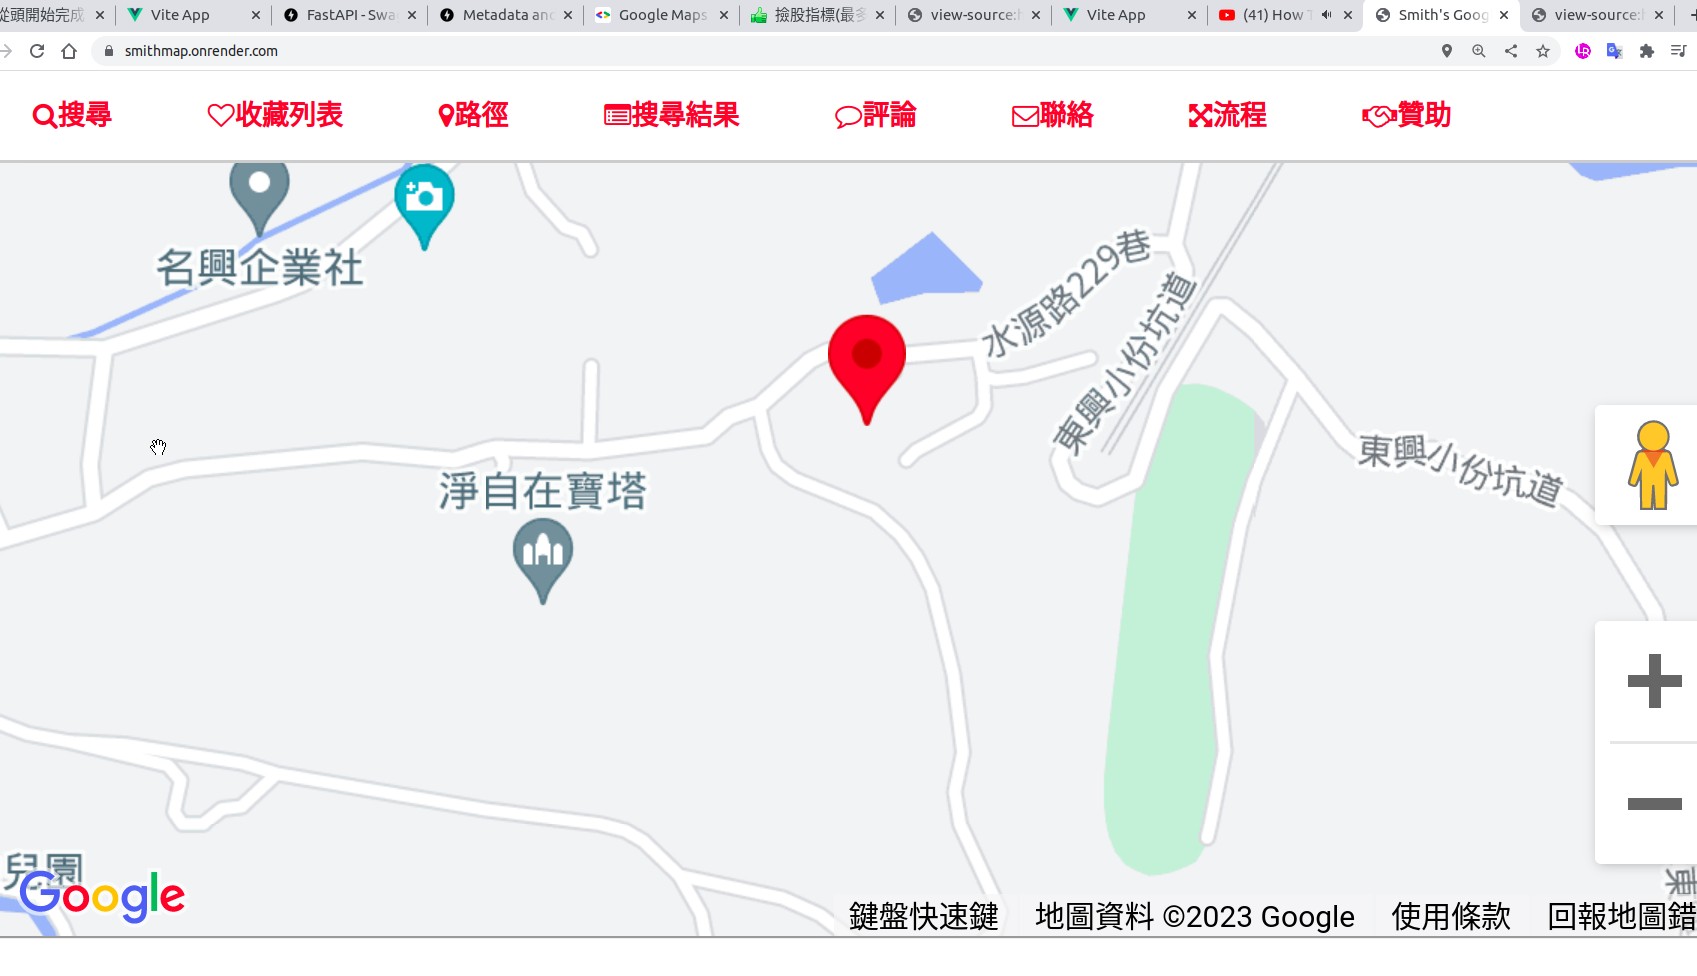 從頭開始完成
Vite App
FastAPI - Swa
Metadata and
Google Maps
撿股指標(最多
view-source:h
Vite App
(41) How T
Smith's Goog
view-source:h
smithmap.onrender.com
搜尋
收藏列表
路徑
搜尋結果
評論
聯絡
流程
贊助
名興企業社
水源路229巷
東興小份坑道
東興小份坑道
淨自在寶塔
兒園
東
Google
鍵盤快速鍵
地圖資料 ©2023 Google
使用條款
回報地圖錯